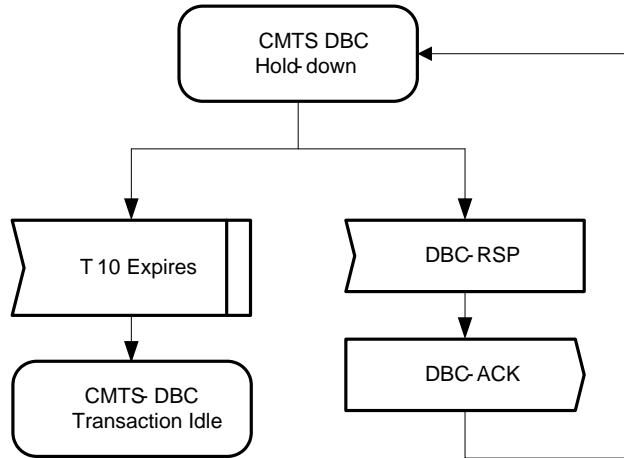 CMTS DBC
Hold-down
T 10 Expires
DBC-RSP
CMTS- DBC
Transaction Idle
DBC-ACK